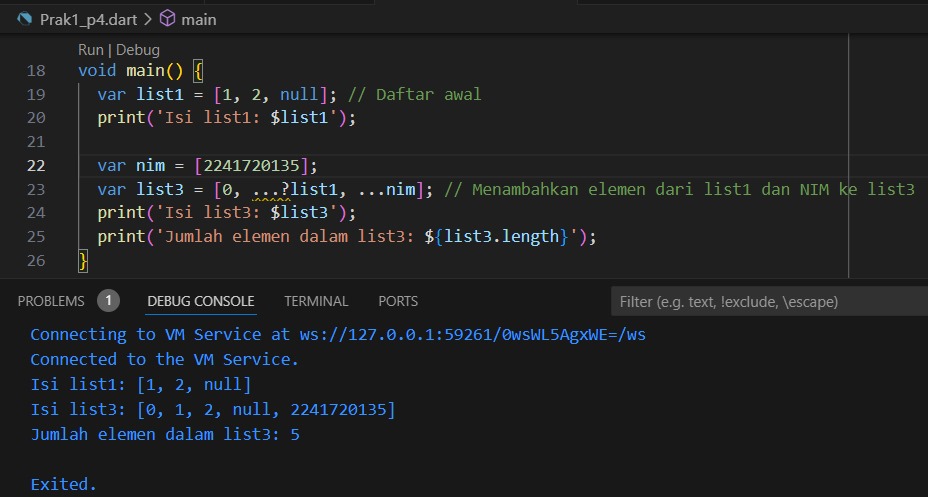 Prak1_p4.dart > main
Run | Debug
18 void main() {
19 var list1 = [1, 2, null]; // Daftar awal
20 print('Isi list1: $list1');
21
22 var nim = [2241720135];
23 var list3 = [0, ...?list1, ...nim]; // Menambahkan elemen dari list1 dan NIM ke list3
24 print('Isi list3: $list3');
25 print('Jumlah elemen dalam list3: ${list3.length}');
26 }
PROBLEMS 1 DEBUG CONSOLE TERMINAL PORTS Filter (e.g. text, !exclude, \escape)
Connecting to VM Service at ws://127.0.0.1:59261/0wsWL5AgxWE=/ws
Connected to the VM Service.
Isi list1: [1, 2, null]
Isi list3: [0, 1, 2, null, 2241720135]
Jumlah elemen dalam list3: 5
Exited.